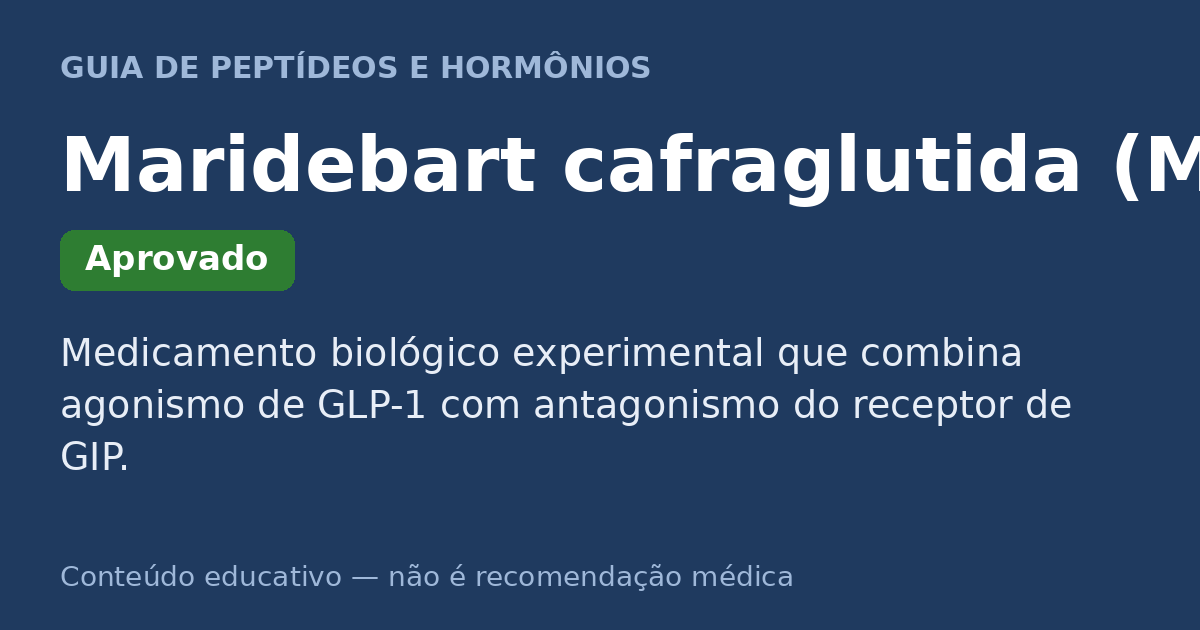 GUIA DE PEPTÍDEOS E HORMÔNIOS
Maridebart cafraglutida (M
Aprovado
Medicamento biológico experimental que combina
agonismo de GLP-1 com antagonismo do receptor de
GIP.
Conteúdo educativo — não é recomendação médica